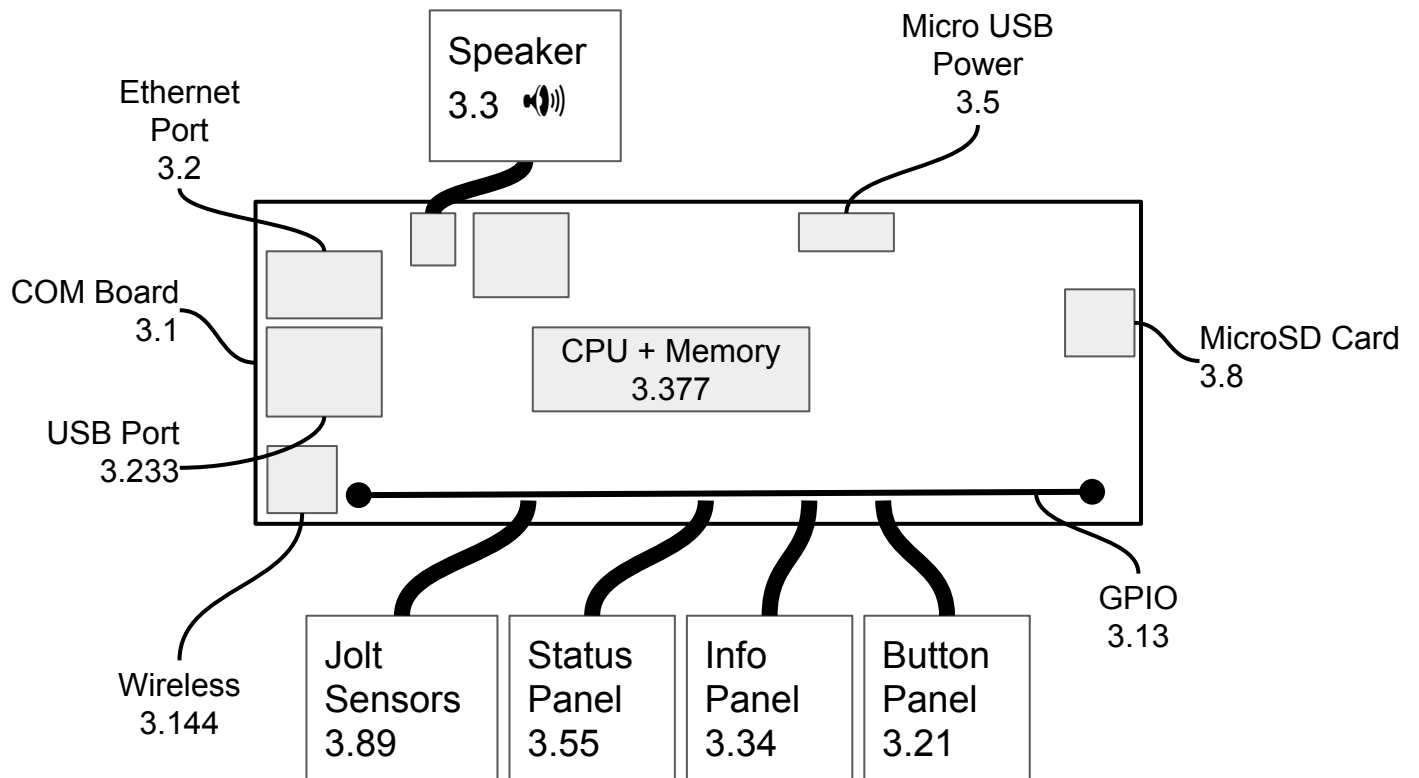 Speaker
3.3
Micro USB
Power
3.5
Ethernet
Port
3.2
COM Board
3.1
CPU + Memory
3.377
MicroSD Card
3.8
USB Port
3.233
GPIO
3.13
Wireless
3.144
Jolt
Sensors
3.89
Status
Panel
3.55
Info
Panel
3.34
Button
Panel
3.21